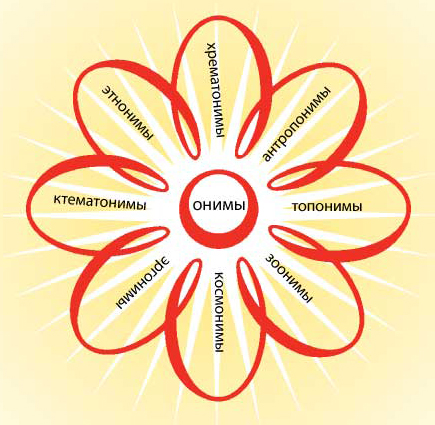 хрематонимы
антропонимы
топонимы
зоонимы
космонимы
эргонимы
ктематонимы
этнонимы
онимы